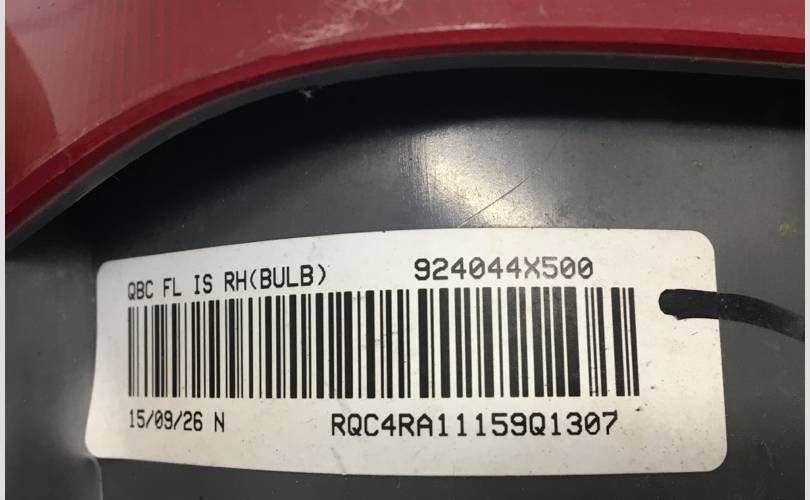 QBC FL IS RH(BULB) 924044X500
15/09/26 N RQC4RA11159Q1307